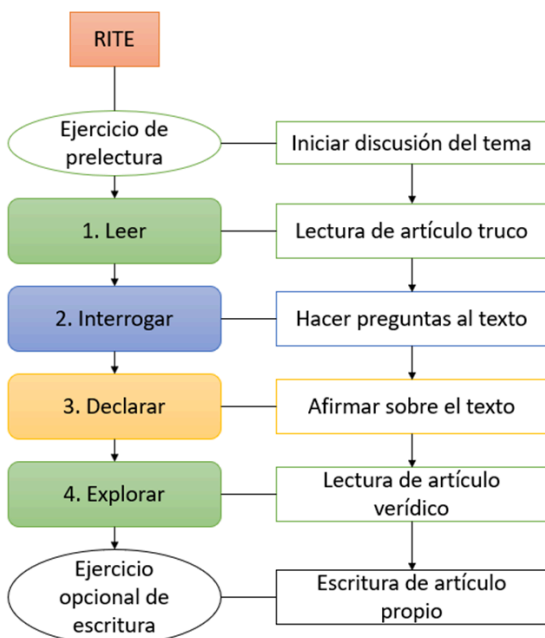 RITE
Ejercicio de
prelectura
Iniciar discusión del tema
1. Leer
Lectura de artículo truco
2. Interrogar
Hacer preguntas al texto
3. Declarar
Afirmar sobre el texto
4. Explorar
Lectura de artículo
verídico
Ejercicio
opcional de
escritura
Escritura de artículo
propio